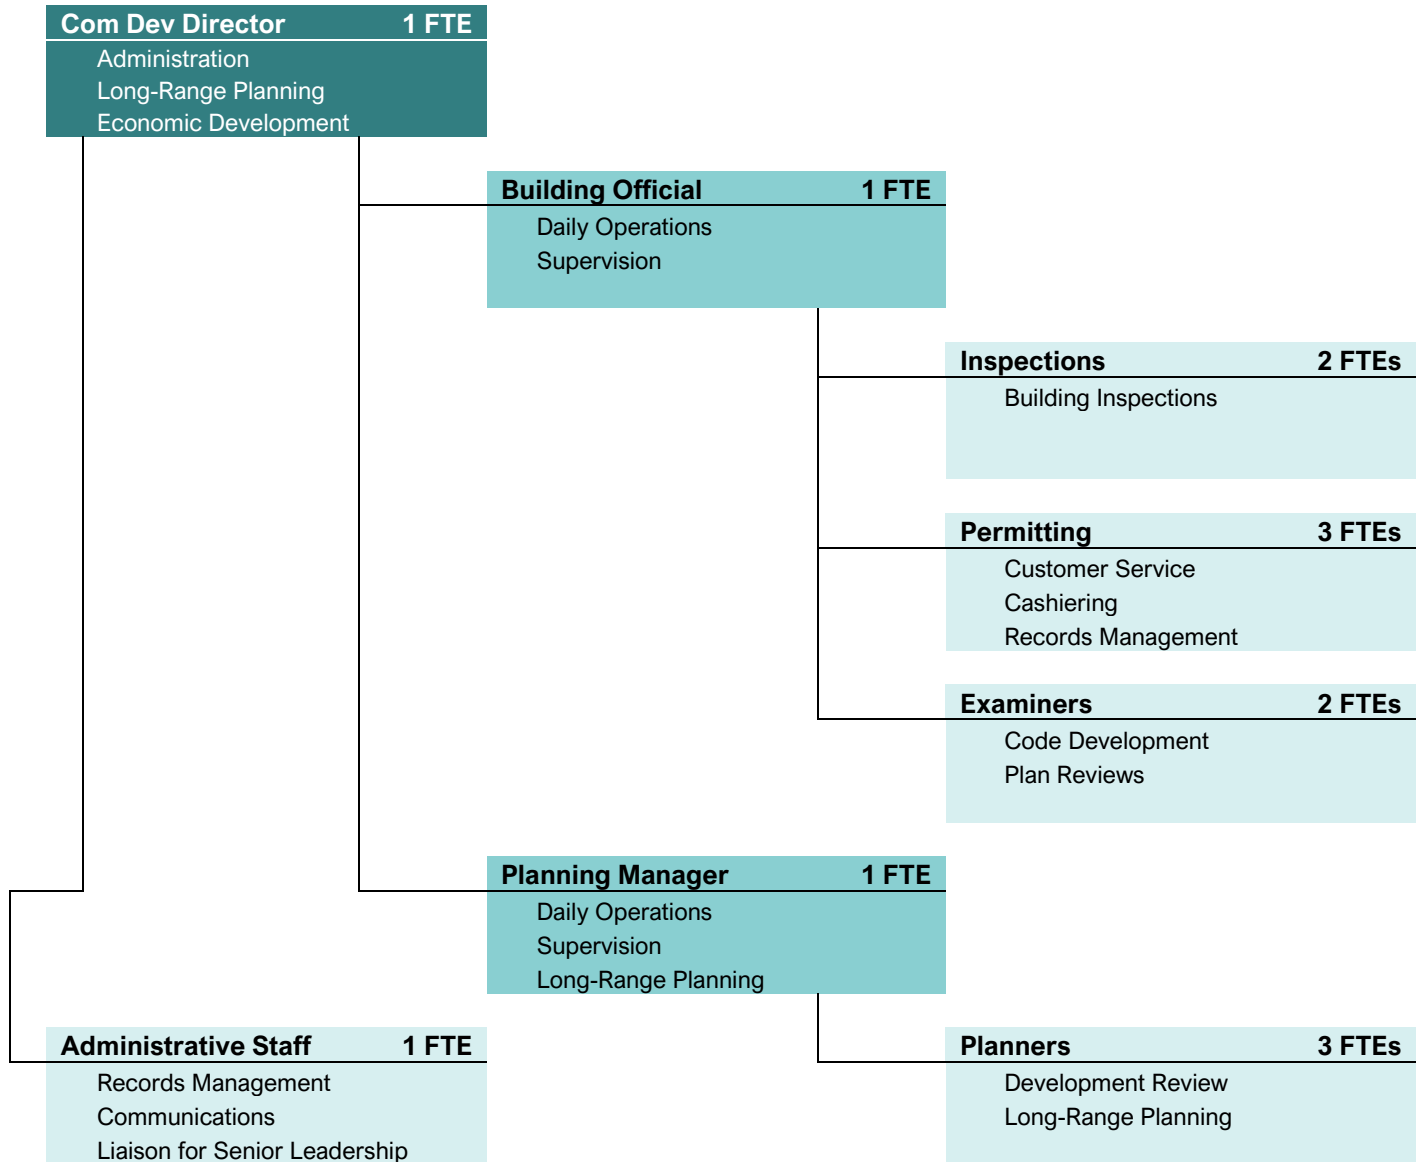 Com Dev Director 1 FTE
Administration
Long-Range Planning
Economic Development
Building Official 1 FTE
Daily Operations
Supervision
Inspections 2 FTEs
Building Inspections
Permitting 3 FTEs
Customer Service
Cashiering
Records Management
Examiners 2 FTEs
Code Development
Plan Reviews
Planning Manager 1 FTE
Daily Operations
Supervision
Long-Range Planning
Administrative Staff 1 FTE
Records Management
Communications
Liaison for Senior Leadership
Planners 3 FTEs
Development Review
Long-Range Planning